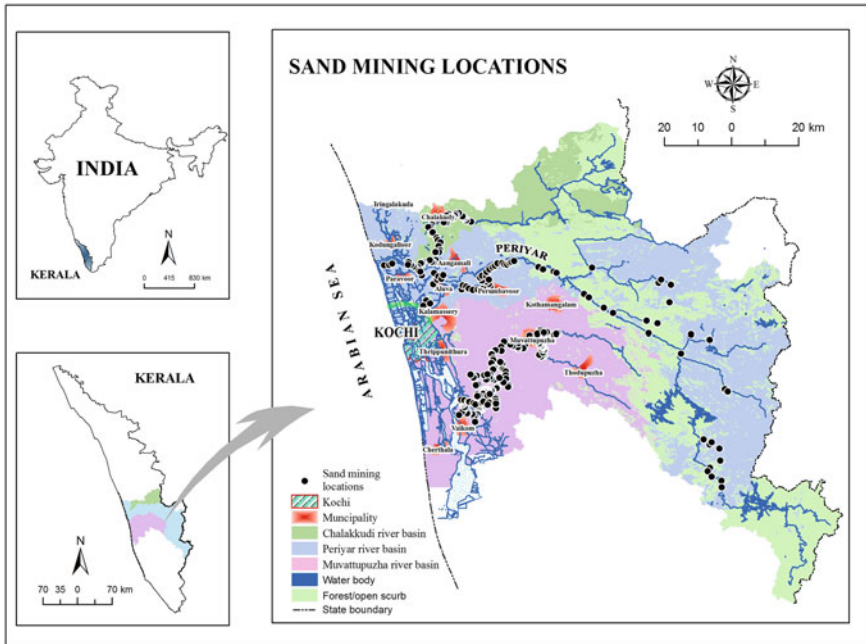 INDIA
KERALA
N
0 415 830 km
KERALA
N
70 35 0 70 km
SAND MINING LOCATIONS
N
W E
S
20 10 0 20 km
Iringalakuda
Chalakudy
Kodungalloor
PERIYAR
Aangamali
Paravoor
Aluva
Perumbavoor
Kothamangalam
Kalamassery
KOCHI
Muvattupuzha
Thrippunithura
Thodupuzha
ARABIAN SEA
Vaikom
Cherthala
Sand mining
locations
Kochi
Muncipality
Chalakkudi river basin
Periyar river basin
Muvattupuzha river basin
Water body
Forest/open scurb
State boundary